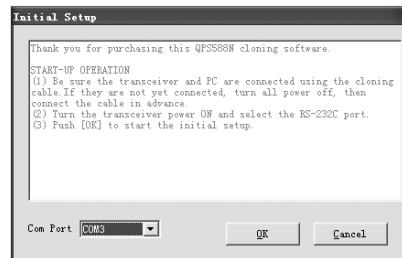 Initial Setup
Thank you for purchasing this QPS588N cloning software.
START-UP OPERATION
(1) Be sure the transceiver and PC are connected using the cloning
cable.If they are not yet connected, turn all power off, then
connect the cable in advance.
(2) Turn the transceiver power ON and select the RS-232C port.
(3) Push [OK] to start the initial setup.
Com Port COM3 OK Cancel